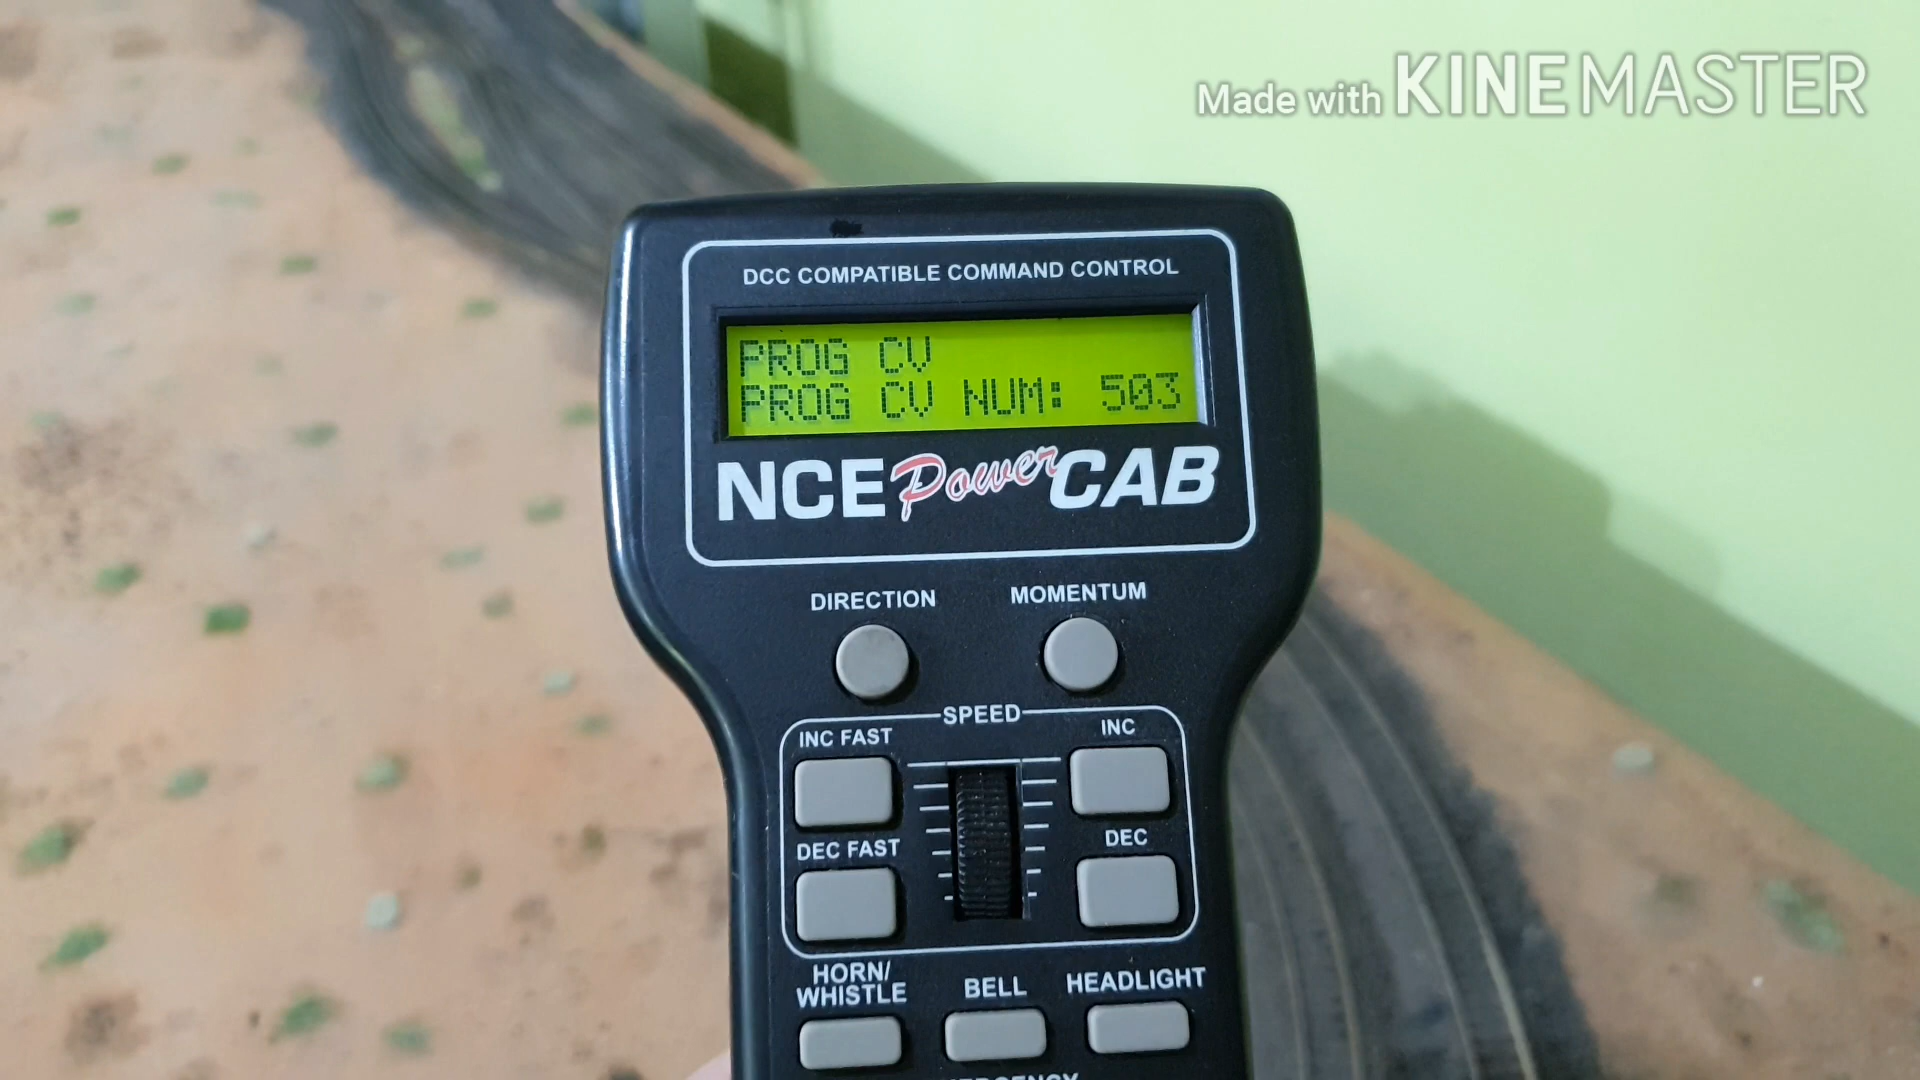 Made with KINEMASTER
DCC COMPATIBLE COMMAND CONTROL
PROG CV
PROG CV NUM: 503
NCE Power CAB
DIRECTION
MOMENTUM
SPEED
INC FAST
INC
DEC FAST
DEC
HORN/
WHISTLE
BELL
HEADLIGHT